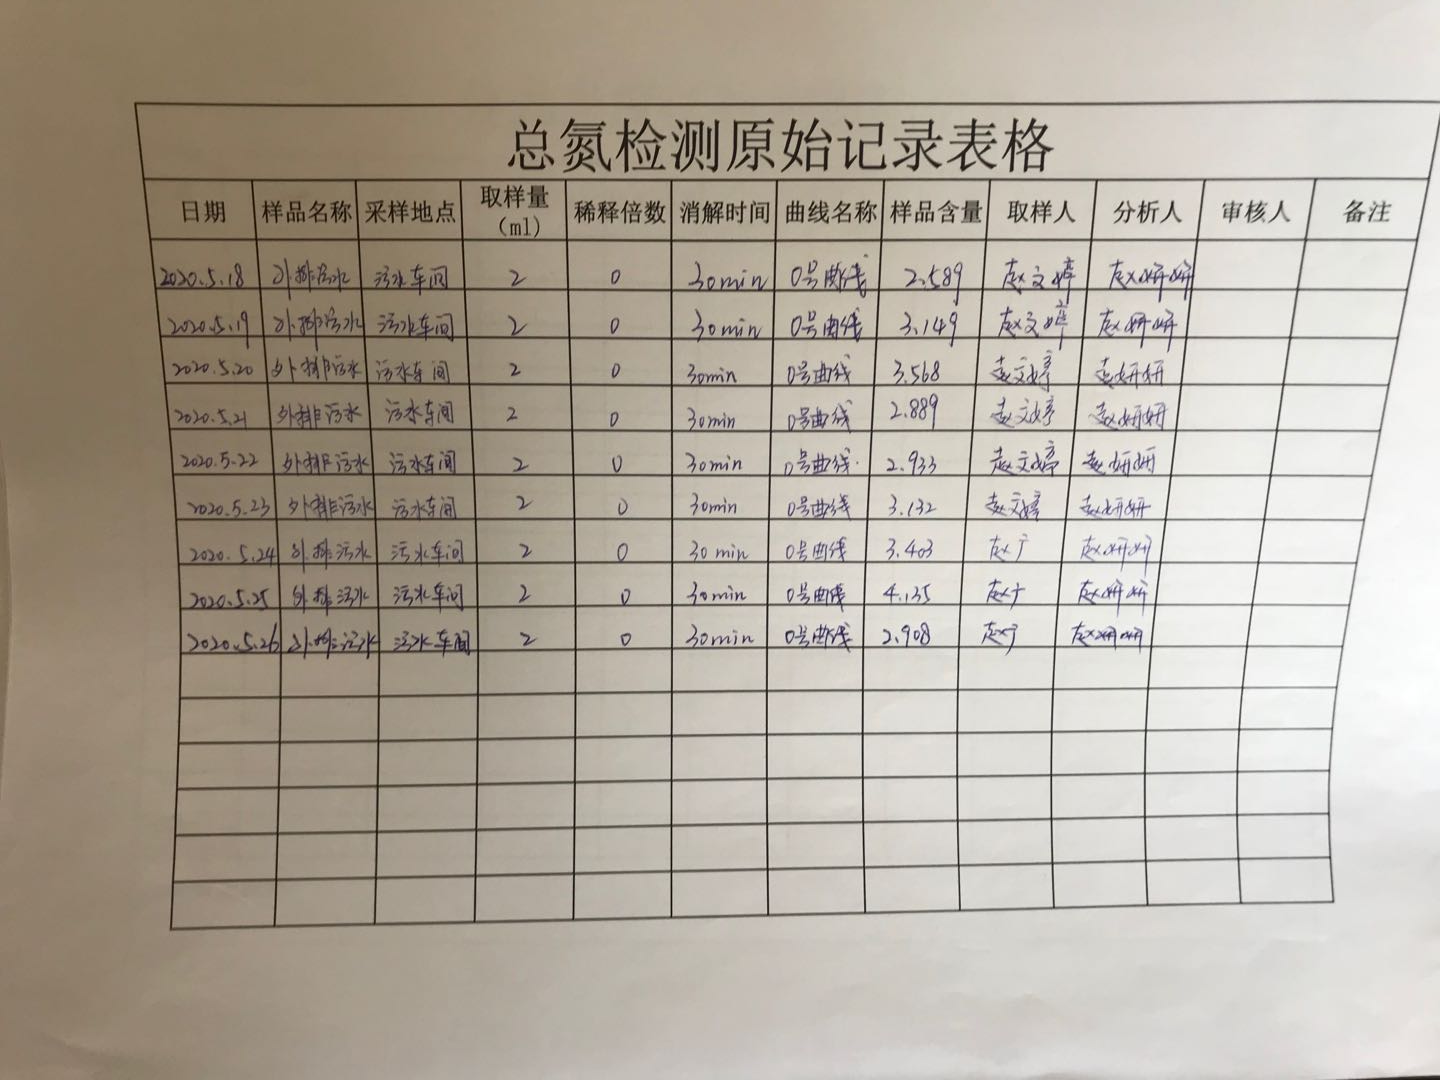 总氮检测原始记录表格
日期 样品名称 采样地点 取样量(ml) 稀释倍数 消解时间 曲线名称 样品含量 取样人 分析人 审核人 备注
2020.5.18 外排污水 污水车间 2 0 30min 0号曲线 2.589 赵文婷 赵妍妍
2020.5.19 外排污水 污水车间 2 0 30min 0号曲线 3.149 赵文婷 赵妍妍
2020.5.20 外排污水 污水车间 2 0 30min 0号曲线 3.568 赵文婷 赵妍妍
2020.5.21 外排污水 污水车间 2 0 30min 0号曲线 2.889 赵文婷 赵妍妍
2020.5.22 外排污水 污水车间 2 0 30min 0号曲线 2.933 赵文婷 赵妍妍
2020.5.23 外排污水 污水车间 2 0 30min 0号曲线 3.132 赵文婷 赵妍妍
2020.5.24 外排污水 污水车间 2 0 30min 0号曲线 3.403 赵 赵妍妍
2020.5.25 外排污水 污水车间 2 0 30min 0号曲线 4.135 赵 赵妍妍
2020.5.26 外排污水 污水车间 2 0 30min 0号曲线 2.908 赵 赵妍妍